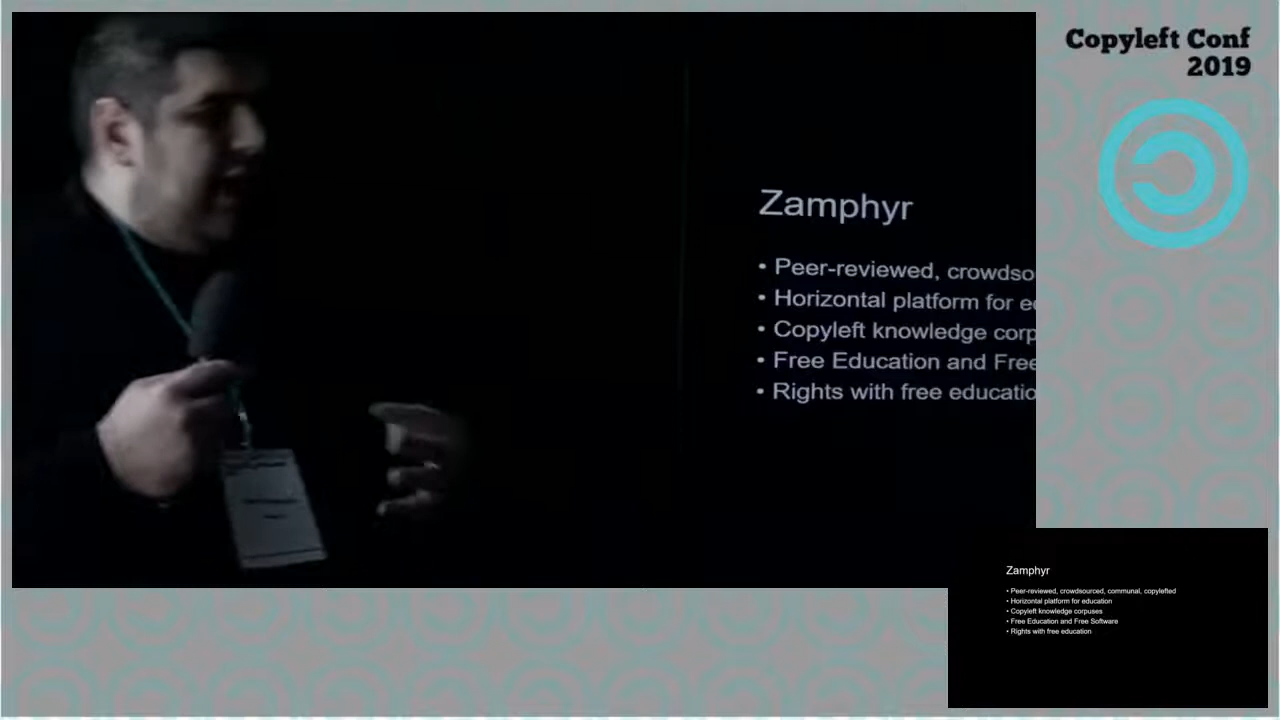 Copyleft Conf
2019
Zamphyr
• Peer-reviewed, crowdso
• Horizontal platform for e
• Copyleft knowledge corp
• Free Education and Free
• Rights with free educatio
Zamphyr
• Peer-reviewed, crowdsourced, communal, copylefted
• Horizontal platform for education
• Copyleft knowledge corpuses
• Free Education and Free Software
• Rights with free education